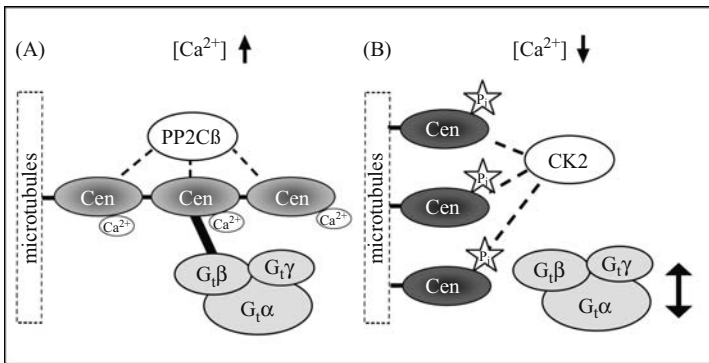 (A) [Ca²⁺]
PP2Cß
Cen Cen Cen
Ca²⁺ Ca²⁺ Ca²⁺
Gₜβ Gₜγ
Gₜα
microtubules
(B) [Ca²⁺]
Pᵢ
Cen
CK2
Pᵢ
Cen
Pᵢ
Cen
Gₜβ Gₜγ
Gₜα
microtubules